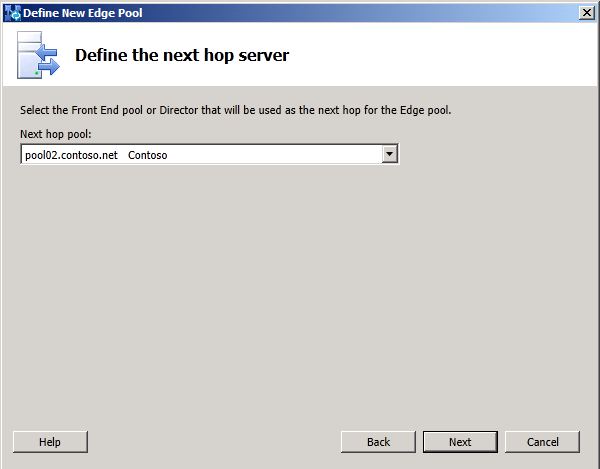 Define New Edge Pool
Define the next hop server
Select the Front End pool or Director that will be used as the next hop for the Edge pool.
Next hop pool:
pool02.contoso.net Contoso
Help Back Next Cancel